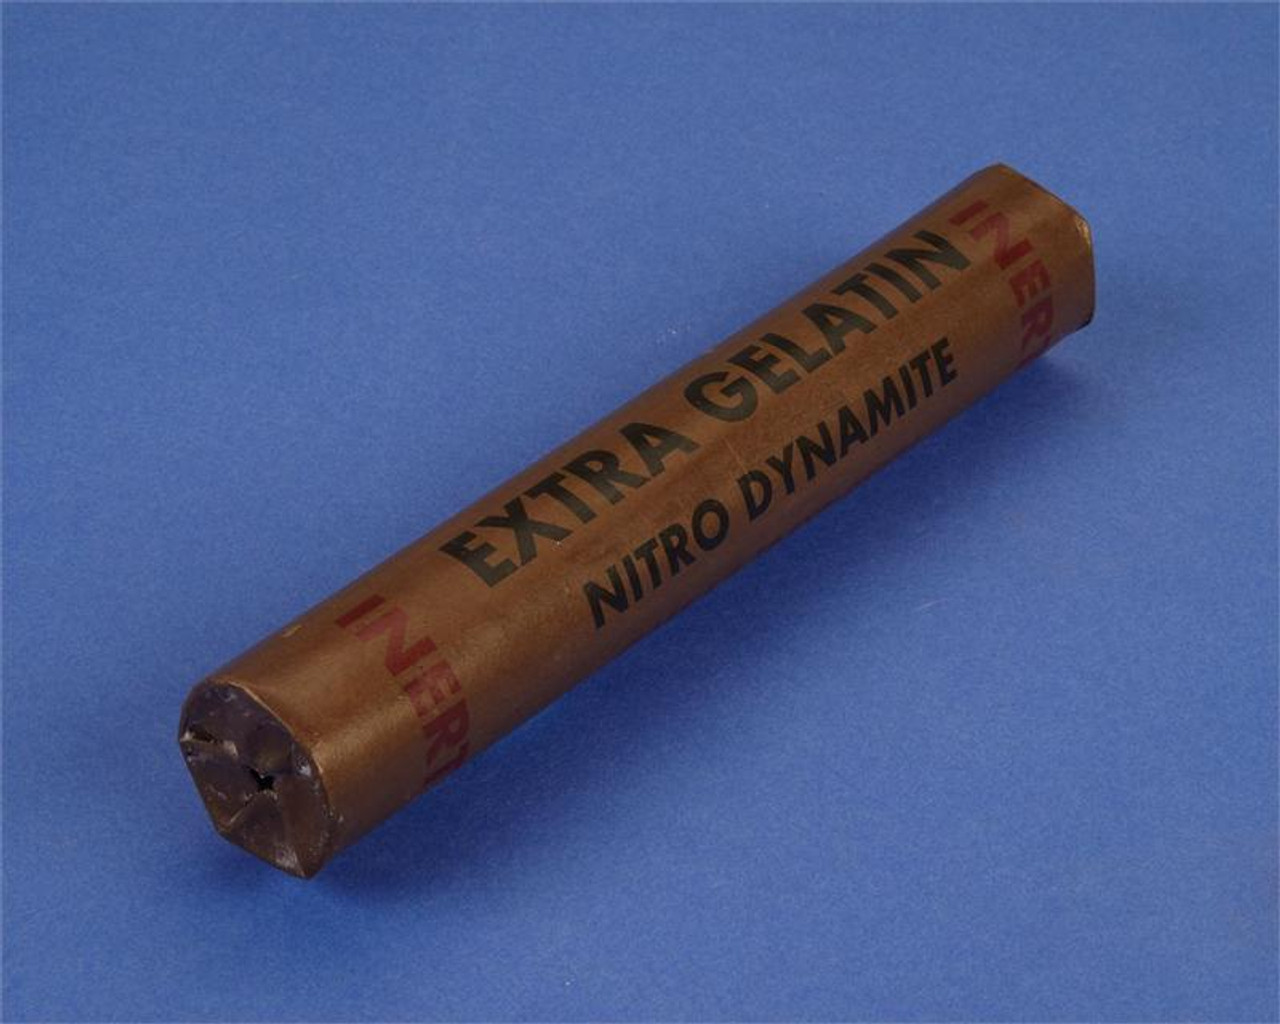 INERT
EXTRA GELATIN
NITRO DYNAMITE
INERT